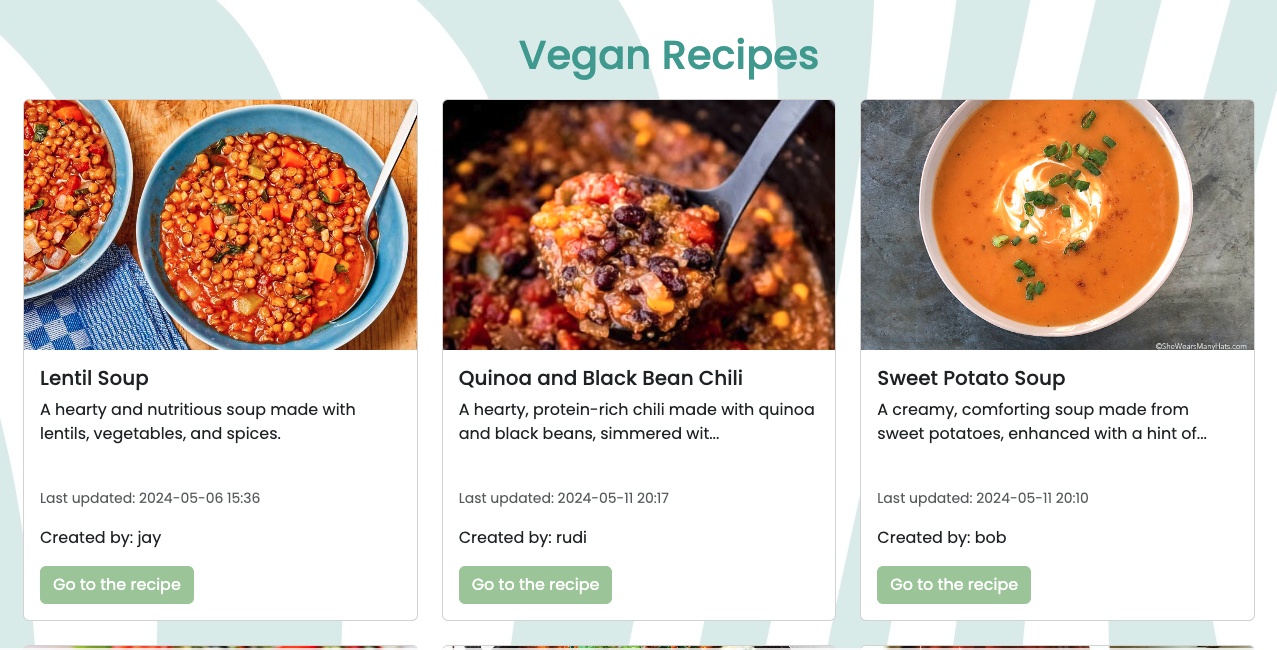 Vegan Recipes
©SheWearsManyHats.com
Lentil Soup
A hearty and nutritious soup made with
lentils, vegetables, and spices.
Last updated: 2024-05-06 15:36
Created by: jay
Go to the recipe
Quinoa and Black Bean Chili
A hearty, protein-rich chili made with quinoa
and black beans, simmered wit...
Last updated: 2024-05-11 20:17
Created by: rudi
Go to the recipe
Sweet Potato Soup
A creamy, comforting soup made from
sweet potatoes, enhanced with a hint of...
Last updated: 2024-05-11 20:10
Created by: bob
Go to the recipe